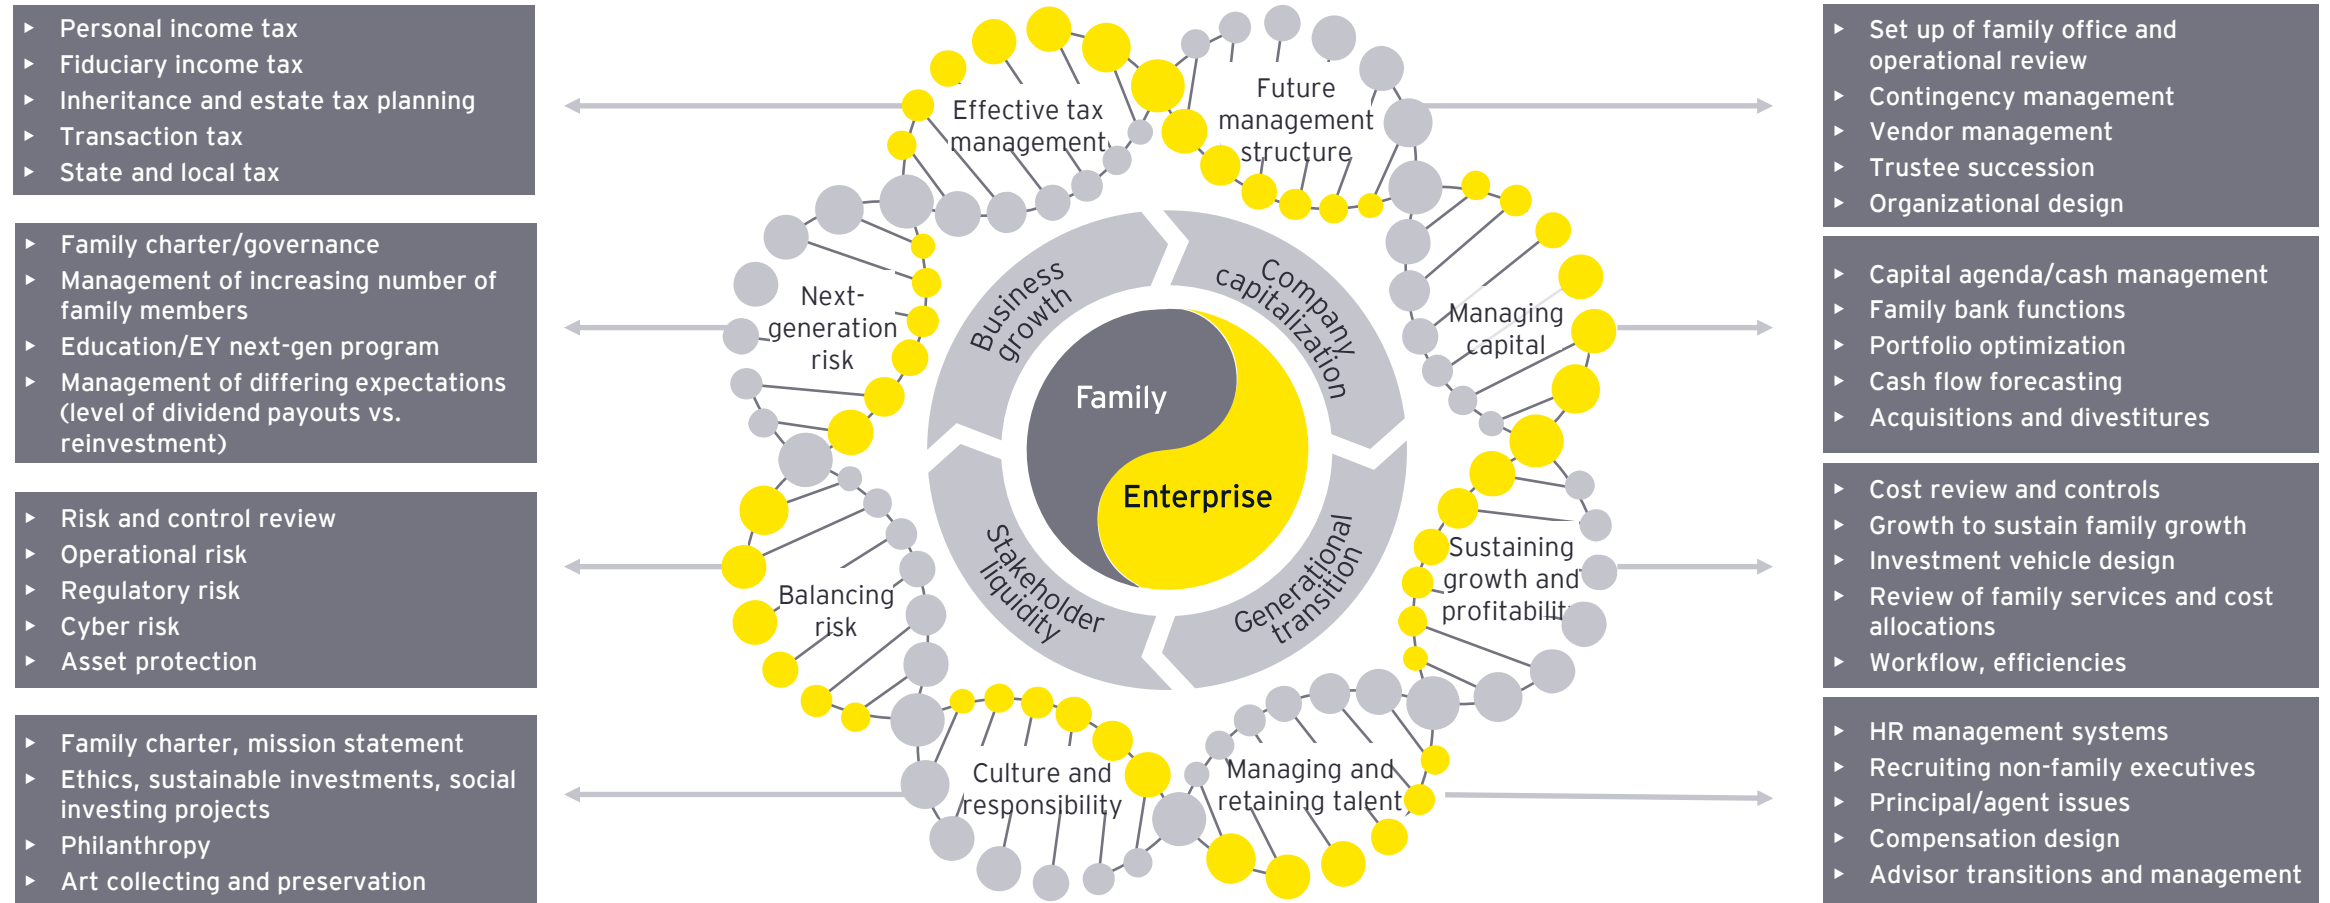 Personal income tax
Fiduciary income tax
Inheritance and estate tax planning
Transaction tax
State and local tax
Family charter/governance
Management of increasing number of
family members
Education/EY next-gen program
Management of differing expectations
(level of dividend payouts vs.
reinvestment)
Risk and control review
Operational risk
Regulatory risk
Cyber risk
Asset protection
Family charter, mission statement
Ethics, sustainable investments, social
investing projects
Philanthropy
Art collecting and preservation
Effective tax
management
Future
management
structure
Next-
generation
risk
Managing
capital
Balancing
risk
Sustaining
growth and
profitability
Culture and
responsibility
Managing and
retaining talent
Business
growth
Company
capitalization
Stakeholder
liquidity
Generational
transition
Family
Enterprise
Set up of family office and
operational review
Contingency management
Vendor management
Trustee succession
Organizational design
Capital agenda/cash management
Family bank functions
Portfolio optimization
Cash flow forecasting
Acquisitions and divestitures
Cost review and controls
Growth to sustain family growth
Investment vehicle design
Review of family services and cost
allocations
Workflow, efficiencies
HR management systems
Recruiting non-family executives
Principal/agent issues
Compensation design
Advisor transitions and management